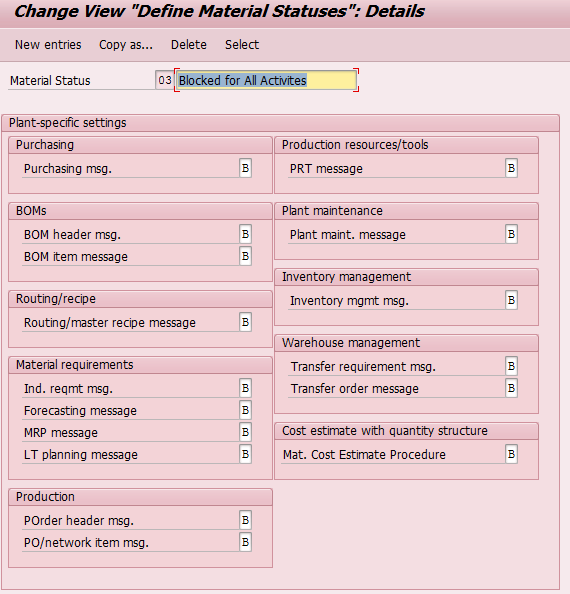 Change View "Define Material Statuses": Details
New entries Copy as... Delete Select
Material Status 03 Blocked for All Activites
Plant-specific settings
Purchasing
Purchasing msg. B
BOMs
BOM header msg. B
BOM item message B
Routing/recipe
Routing/master recipe message B
Material requirements
Ind. reqmt msg. B
Forecasting message B
MRP message B
LT planning message B
Production
POrder header msg. B
PO/network item msg. B
Production resources/tools
PRT message B
Plant maintenance
Plant maint. message B
Inventory management
Inventory mgmt msg. B
Warehouse management
Transfer requirement msg. B
Transfer order message B
Cost estimate with quantity structure
Mat. Cost Estimate Procedure B